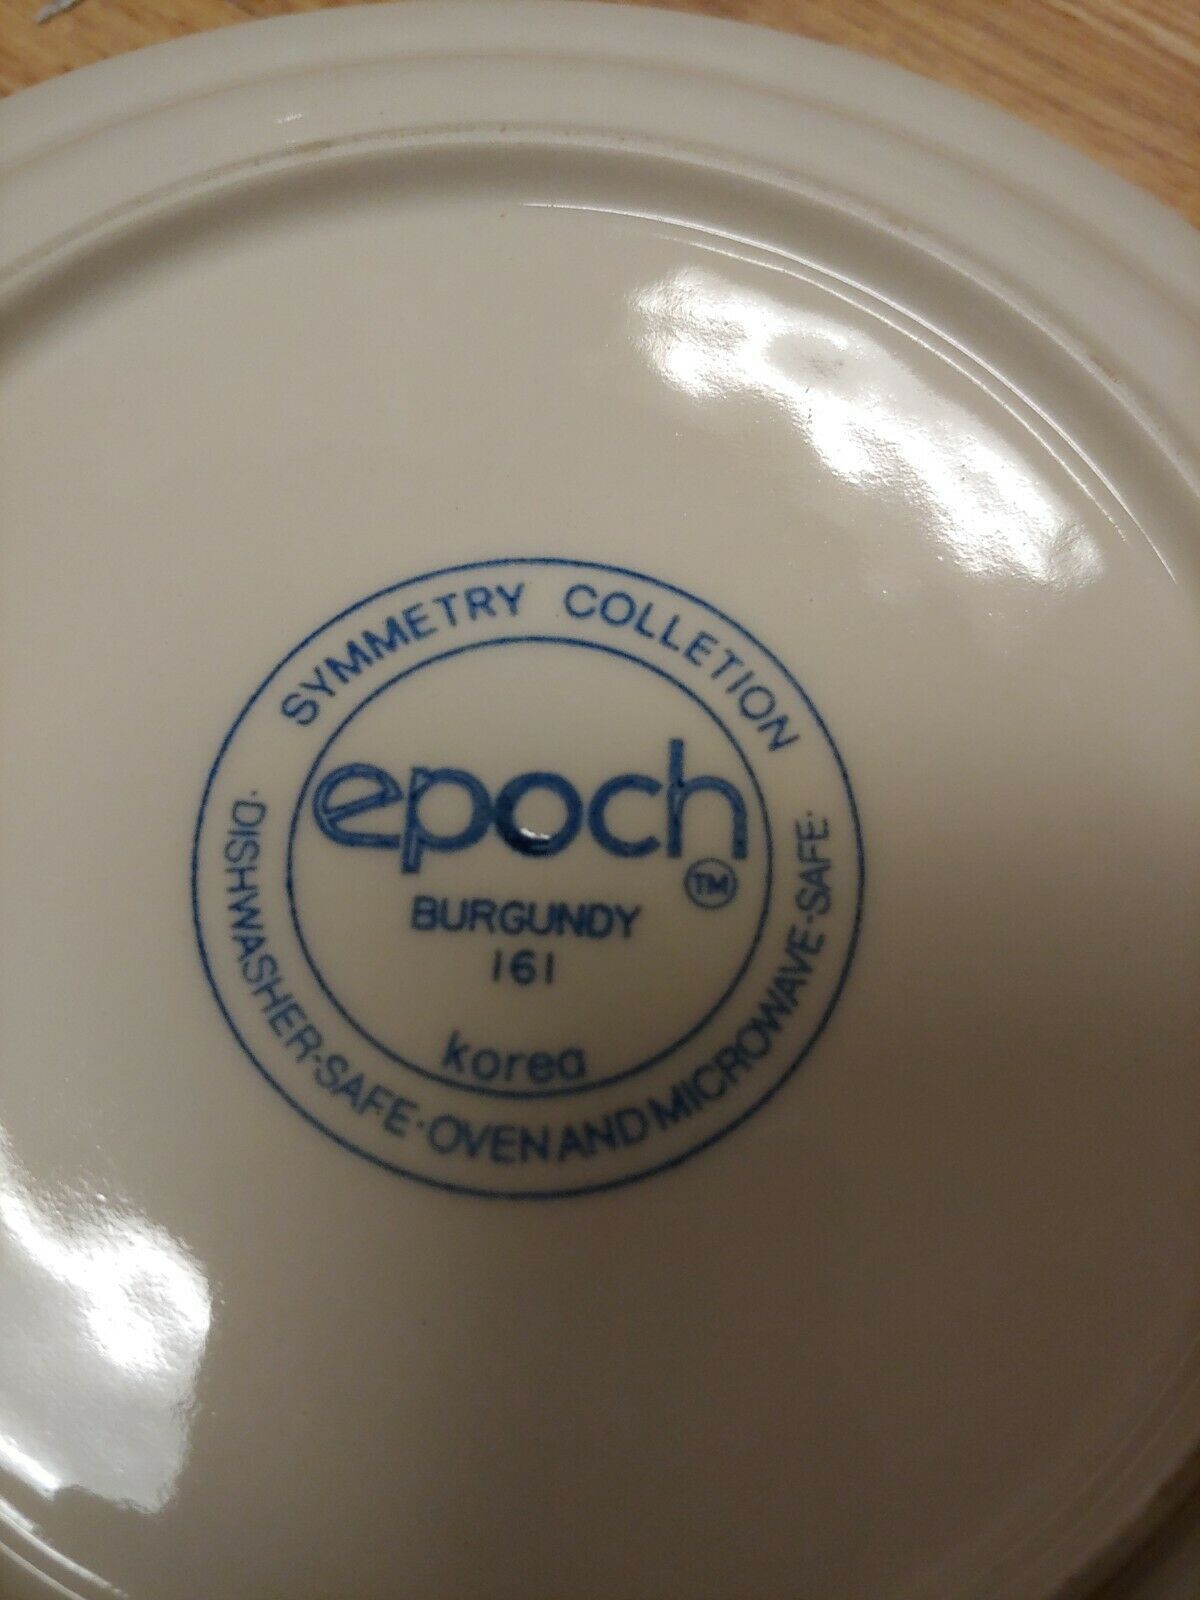 SYMMETRY COLLETION
epoch
TM
BURGUNDY
161
korea
·DISHWASHER-SAFE·OVEN AND MICROWAVE-SAFE·